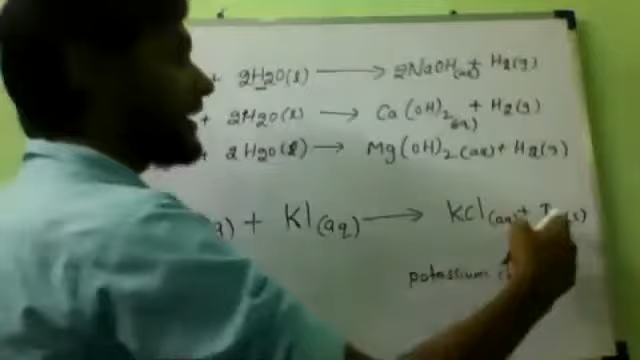 + 2H2O(l) → 2NaOH(aq) + H2(g)
+ 2H2O(l) → Ca(OH)2 (aq) + H2(g)
+ 2H2O(l) → Mg(OH)2(aq) + H2(g)
+ KI(aq) → KCl(aq) +
potassium